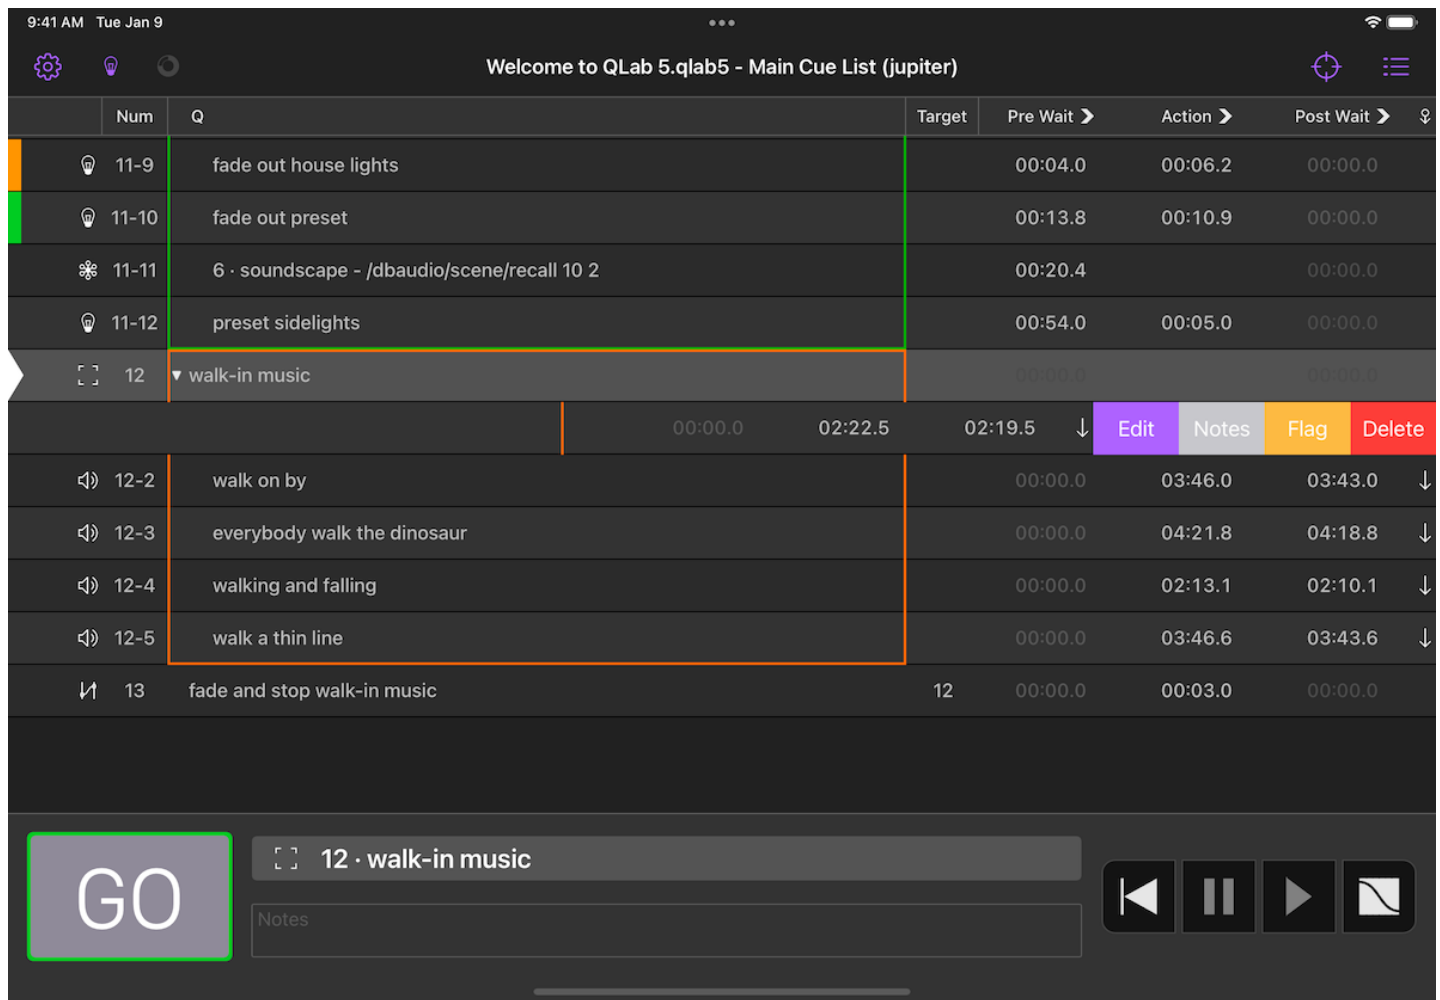 9:41 AM Tue Jan 9
Welcome to QLab 5.qlab5 - Main Cue List (jupiter)
Num Q Target Pre Wait Action Post Wait
11-9 fade out house lights 00:04.0 00:06.2 00:00.0
11-10 fade out preset 00:13.8 00:10.9 00:00.0
11-11 6 · soundscape - /dbaudio/scene/recall 10 2 00:20.4 00:00.0
11-12 preset sidelights 00:54.0 00:05.0 00:00.0
12 ▼ walk-in music 00:00.0 00:00.0
00:00.0 02:22.5 02:19.5 ↓ Edit Notes Flag Delete
12-2 walk on by 00:00.0 03:46.0 03:43.0 ↓
12-3 everybody walk the dinosaur 00:00.0 04:21.8 04:18.8 ↓
12-4 walking and falling 00:00.0 02:13.1 02:10.1 ↓
12-5 walk a thin line 00:00.0 03:46.6 03:43.6 ↓
13 fade and stop walk-in music 12 00:00.0 00:03.0 00:00.0
GO
12 · walk-in music
Notes